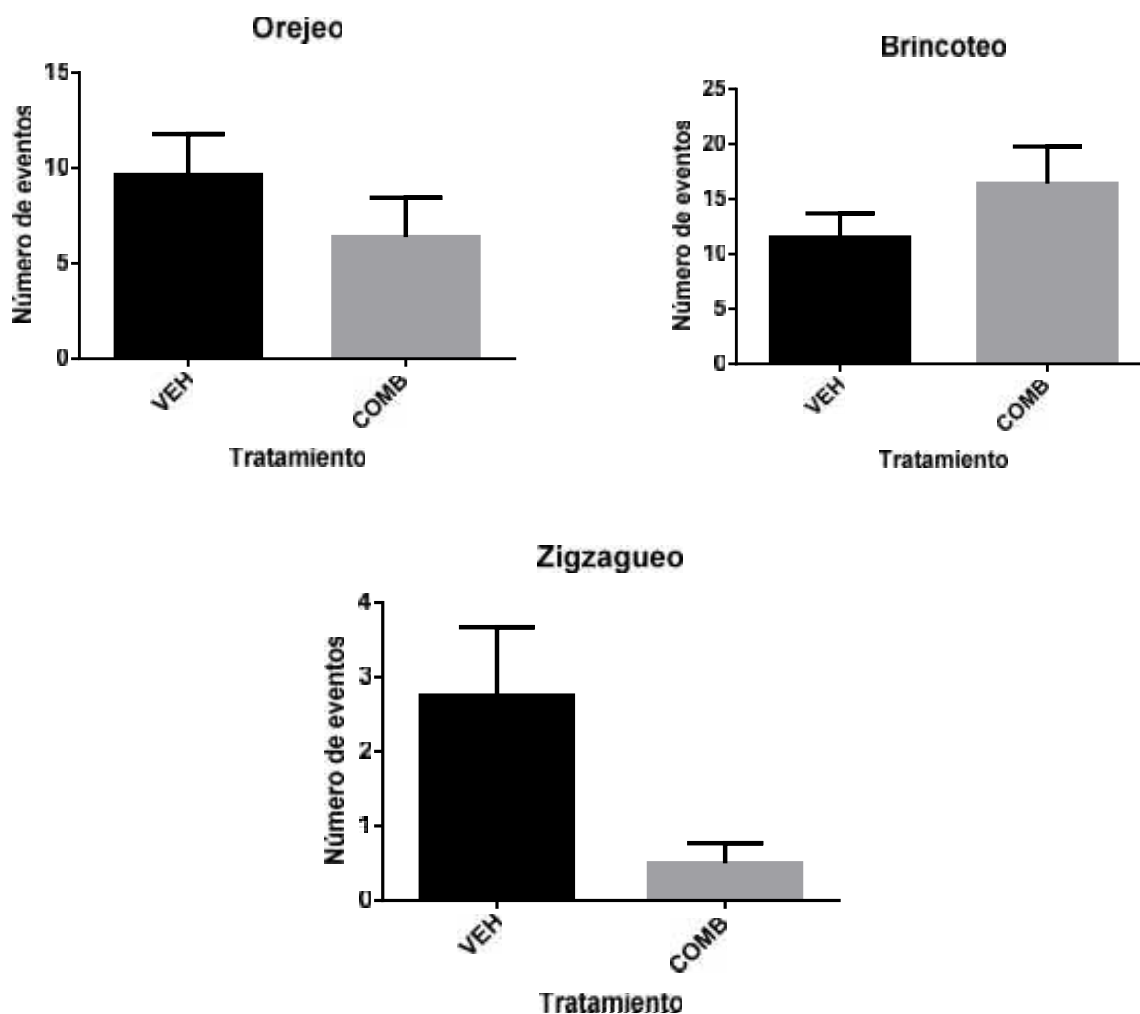 Orejeo
Número de eventos
15
10
5
0
VEH
COMB
Tratamiento
Brincoteo
Número de eventos
25
20
15
10
5
0
VEH
COMB
Tratamiento
Zigzagueo
Número de eventos
4
3
2
1
0
VEH
COMB
Tratamiento